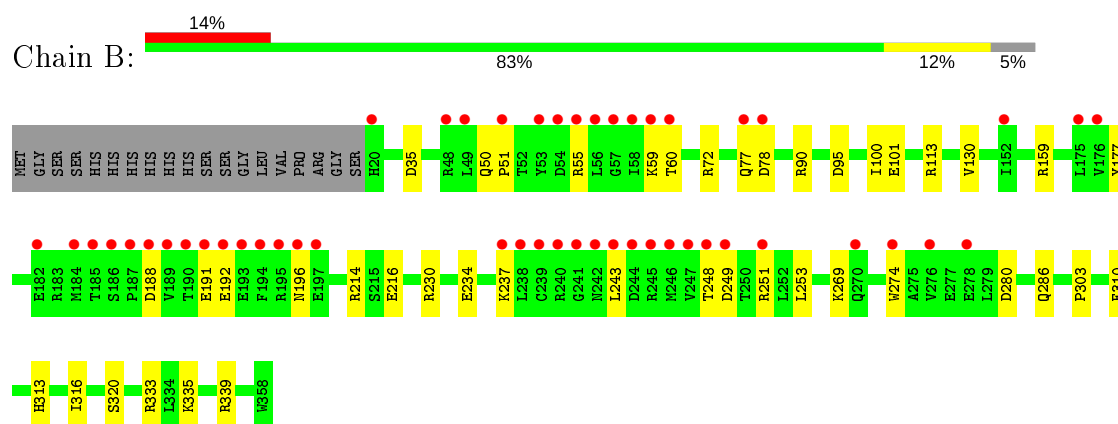 14%
Chain B:
83% 12% 5%
MET GLY SER SER HIS HIS HIS HIS HIS HIS SER SER GLY LEU VAL PRO ARG GLY SER H20 D35 R48 L49 Q50 P51 T52 Y53 D54 R55 L56 G57 I58 K59 T60 R72 Q77 D78 R90 D95 I100 E101 R113 V130 I152 R159 L175 V176 Y177
E182 R183 M184 T185 S186 P187 D188 V189 T190 E191 E192 E193 F194 R195 N196 E197 R214 S215 E216 R230 E234 K237 L238 C239 R240 G241 N242 L243 D244 R245 M246 V247 T248 D249 T250 R251 L252 L253 K269 Q270 W274 A275 V276 E277 E278 L279 D280 Q286 P303
H313 I316 S320 R333 L334 K335 R339 W358